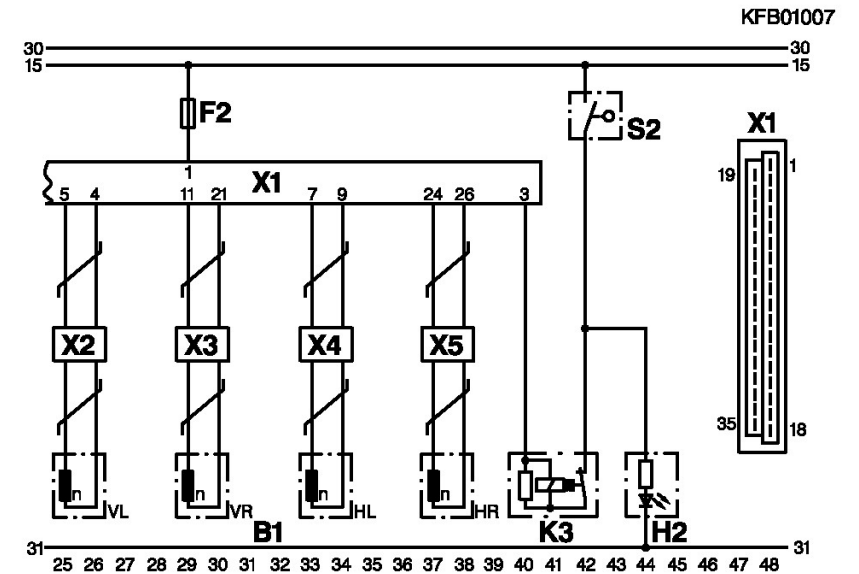 KFB01007
30 30
15 15
F2 S2 X1
1 19 1
X1
5 4 11 21 7 9 24 26 3
X2 X3 X4 X5
35 18
n VL n VR n HL n HR
B1 K3 H2
31 31
25 26 27 28 29 30 31 32 33 34 35 36 37 38 39 40 41 42 43 44 45 46 47 48